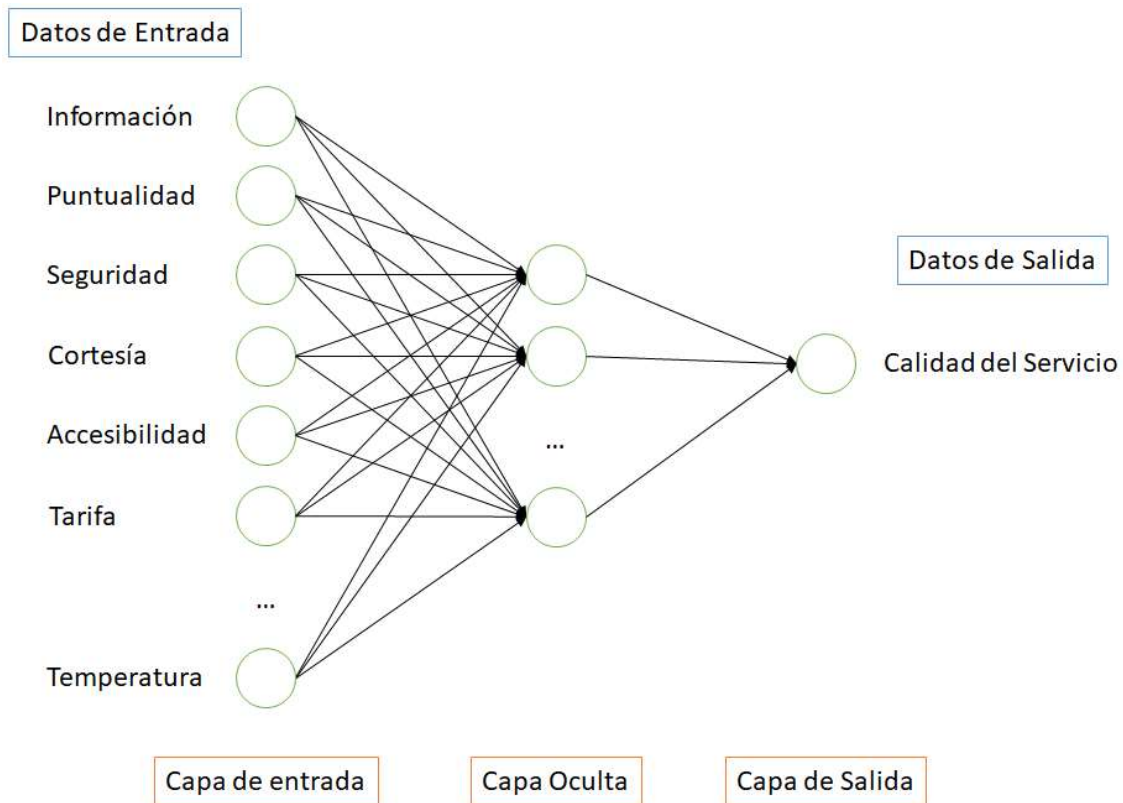 Datos de Entrada
Información
Puntualidad
Seguridad
Datos de Salida
Cortesía
Calidad del Servicio
Accesibilidad
...
Tarifa
...
Temperatura
Capa de entrada
Capa Oculta
Capa de Salida